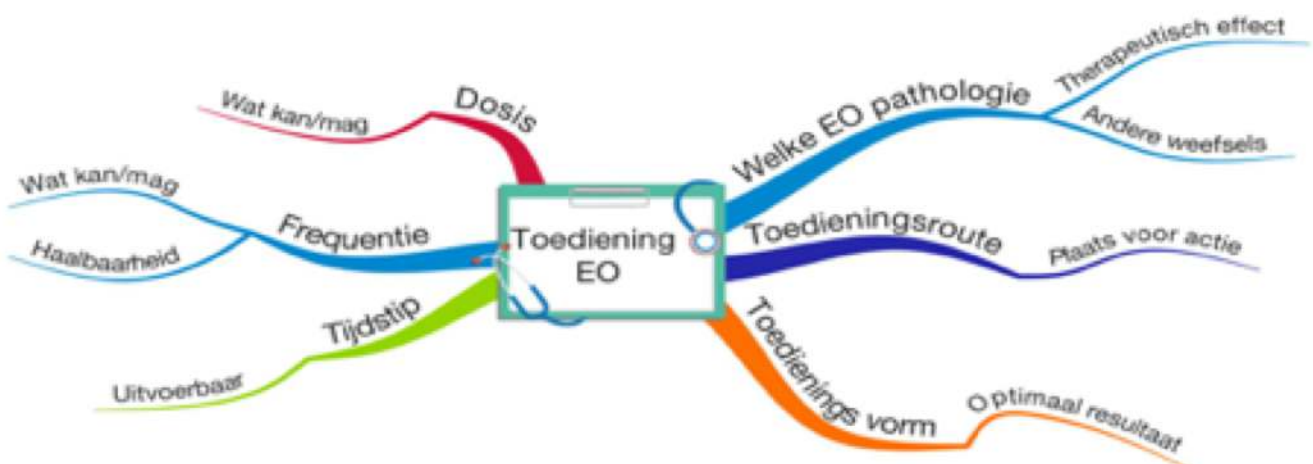 Toediening
EO
Welke EO pathologie
Therapeutisch effect
Andere weefsels
Toedieningsroute
Plaats voor actie
Toedienings vorm
Optimaal resultaat
Dosis
Wat kan/mag
Frequentie
Wat kan/mag
Haalbaarheid
Tijdstip
Uitvoerbaar